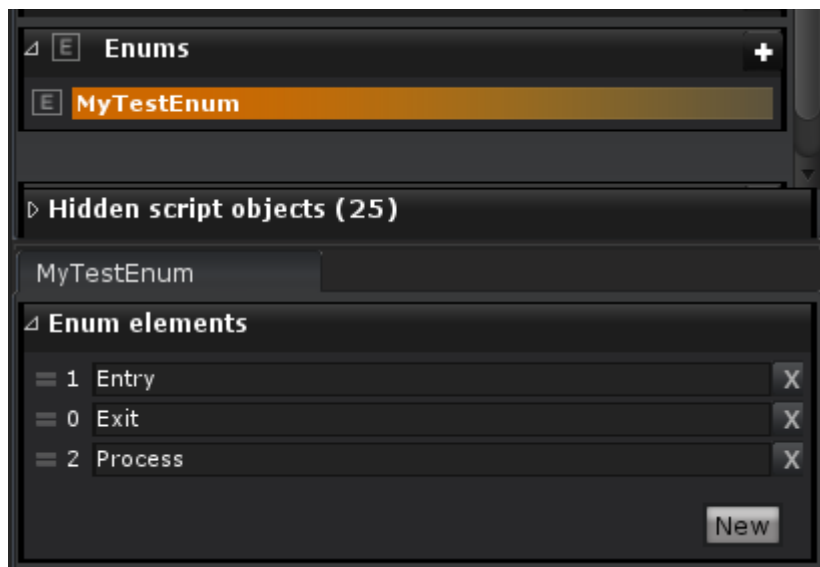 E Enums +
E MyTestEnum
Hidden script objects (25)
MyTestEnum
Enum elements
1 Entry X
0 Exit X
2 Process X
New